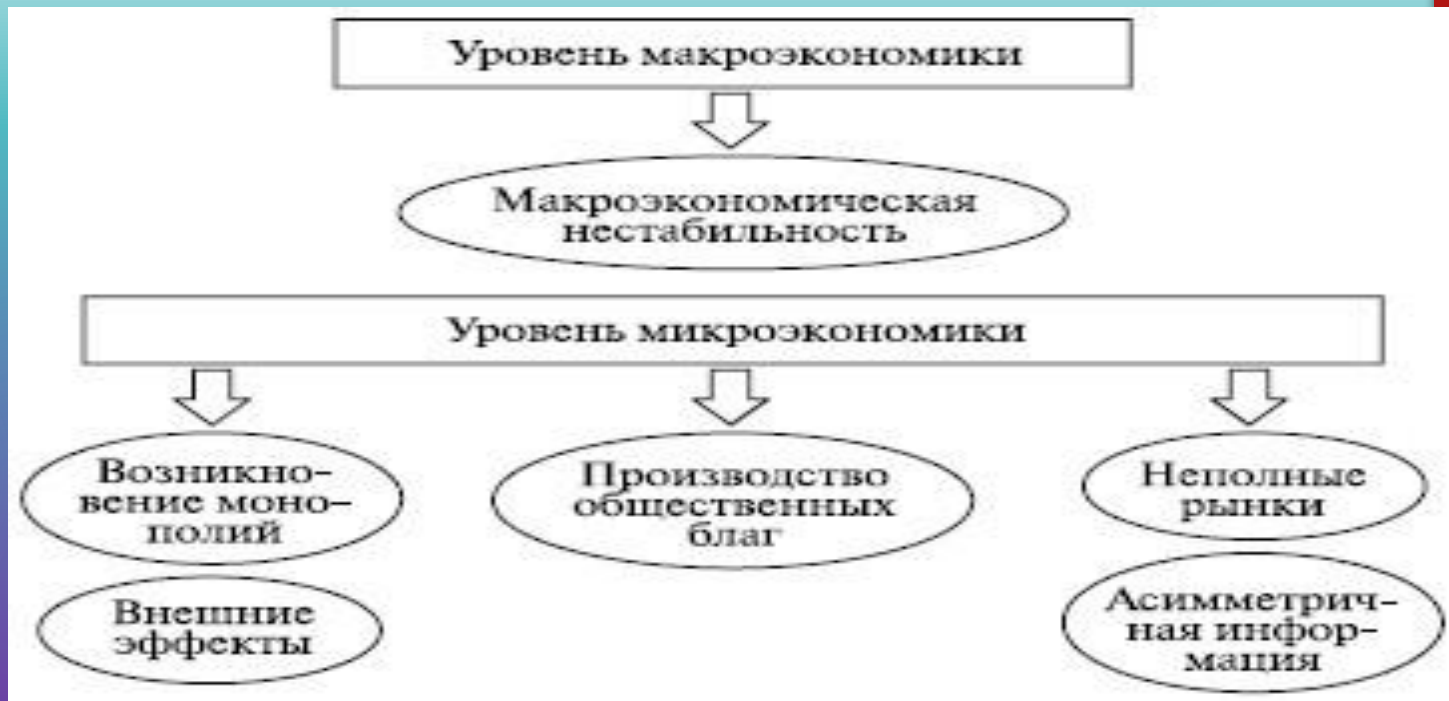 Уровень макроэкономики
Макроэкономическая
нестабильность
Уровень микроэкономики
Возникно-
вение моно-
полий
Производство
общественных
благ
Неполные
рынки
Внешние
эффекты
Асимметрич-
ная инфор-
мация